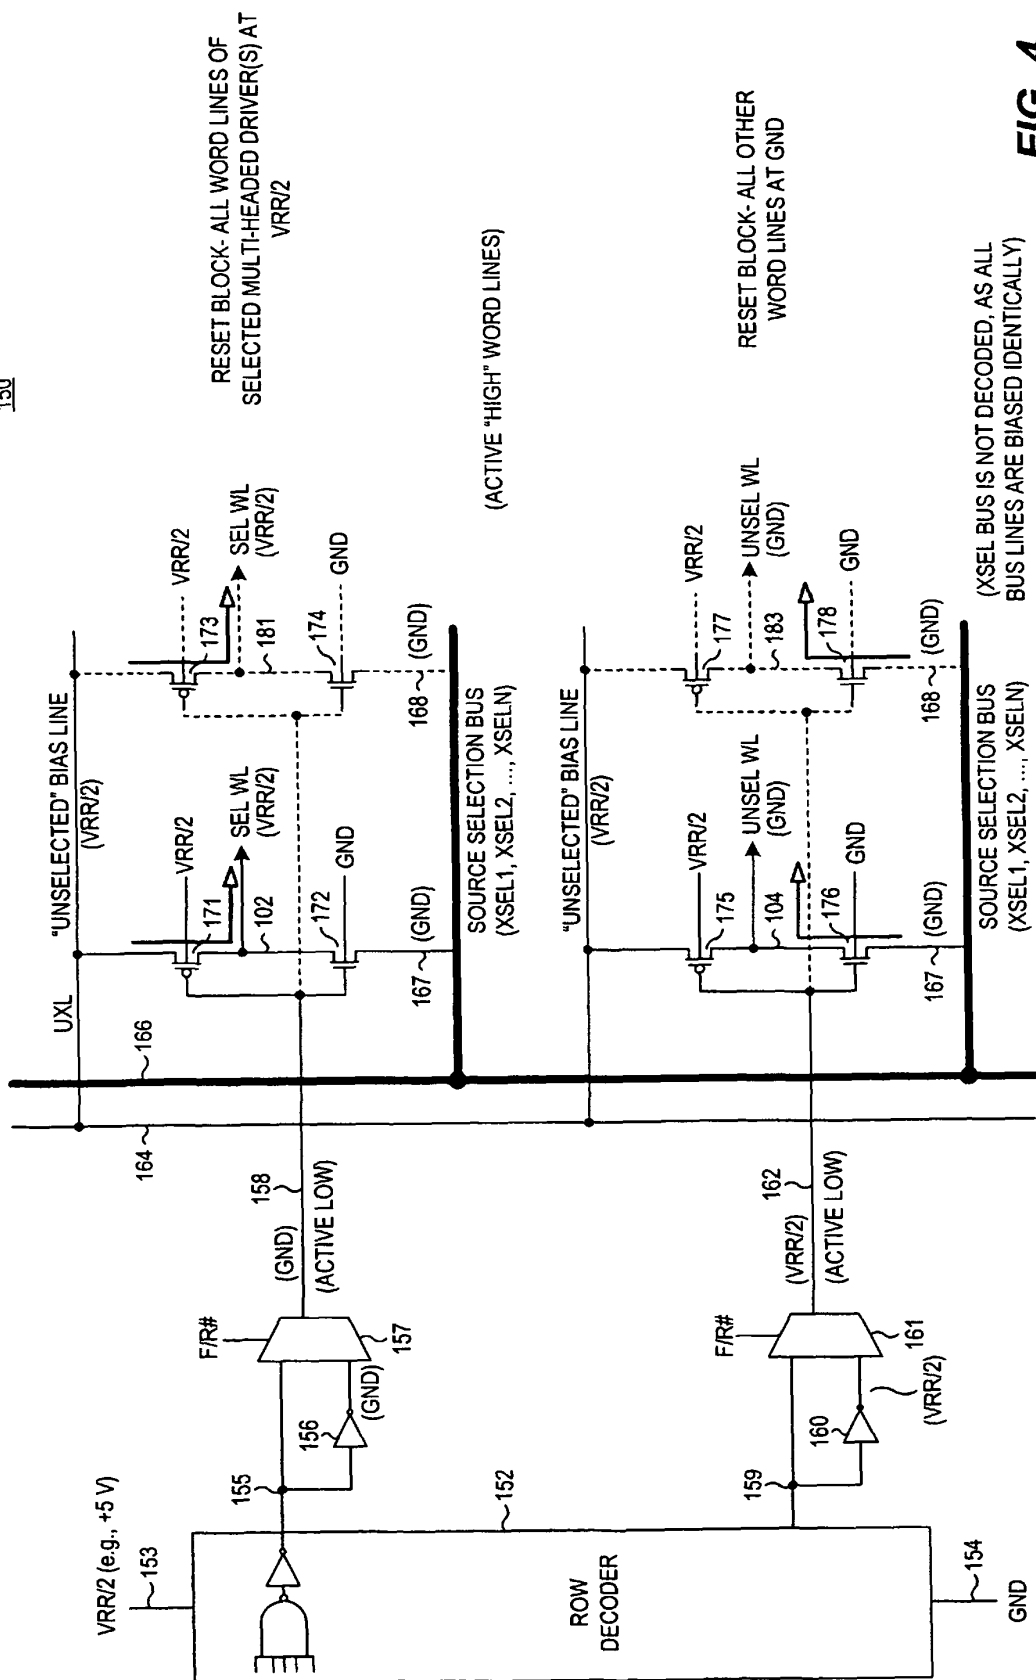 150
VRR/2 (e.g., +5 V)
153
152
ROW
DECODER
154
GND
155
156
(GND)
F/R#
157
(GND)
158
(ACTIVE LOW)
159
160
(VRR/2)
F/R#
161
(VRR/2)
162
(ACTIVE LOW)
164
166
UXL
"UNSELECTED" BIAS LINE
(VRR/2)
VRR/2
171
SEL WL
(VRR/2)
102
172
GND
167
(GND)
VRR/2
173
SEL WL
(VRR/2)
181
174
GND
168
(GND)
SOURCE SELECTION BUS
(XSEL1, XSEL2, ..., XSELN)
"UNSELECTED" BIAS LINE
(VRR/2)
VRR/2
175
UNSEL WL
(GND)
104
176
GND
167
(GND)
VRR/2
177
UNSEL WL
(GND)
183
178
GND
168
(GND)
SOURCE SELECTION BUS
(XSEL1, XSEL2, ..., XSELN)
RESET BLOCK- ALL WORD LINES OF
SELECTED MULTI-HEADED DRIVER(S) AT
VRR/2
(ACTIVE "HIGH" WORD LINES)
RESET BLOCK- ALL OTHER
WORD LINES AT GND
(XSEL BUS IS NOT DECODED, AS ALL
BUS LINES ARE BIASED IDENTICALLY)
FIG. 4